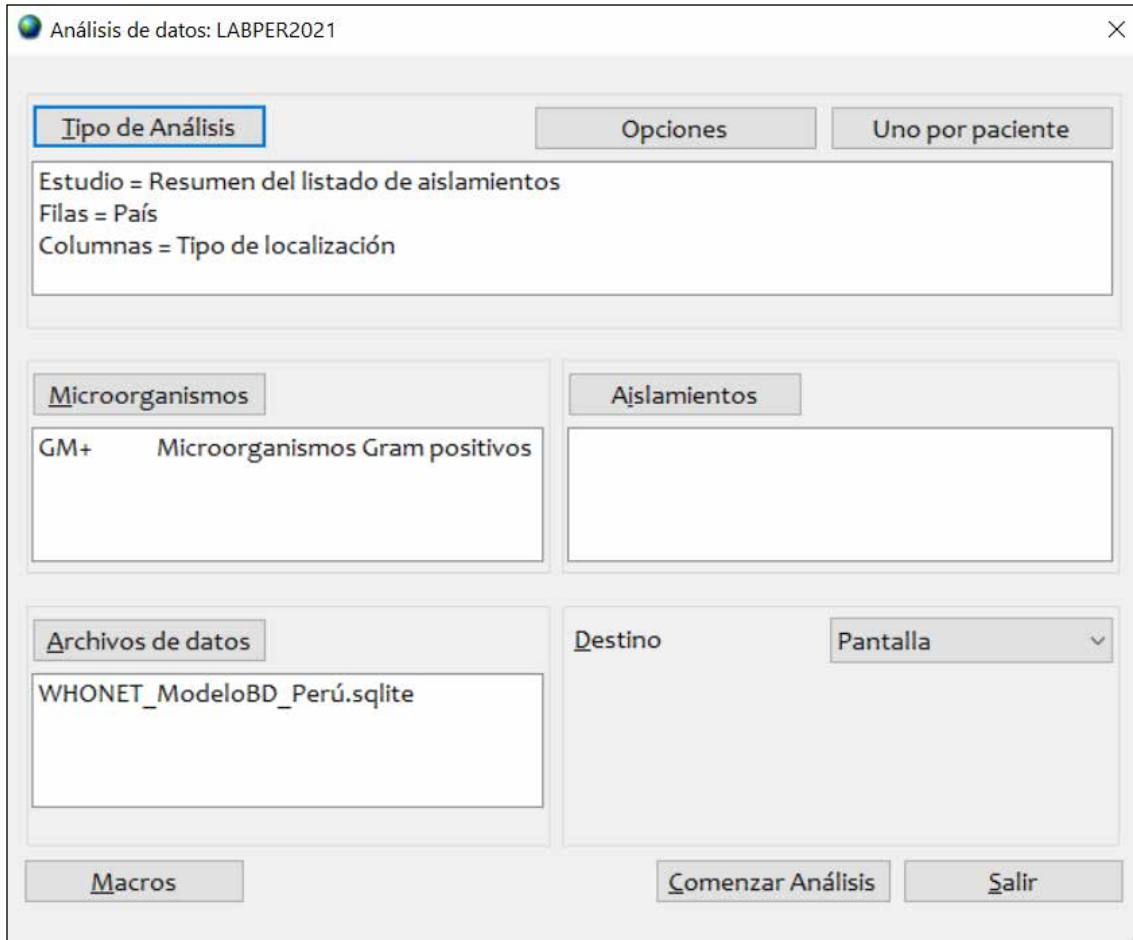 Análisis de datos: LABPER2021
Tipo de Análisis
Opciones
Uno por paciente
Estudio = Resumen del listado de aislamientos
Filas = País
Columnas = Tipo de localización
Microorganismos
Aislamientos
GM+ Microorganismos Gram positivos
Archivos de datos
Destino
Pantalla
WHONET_ModeloBD_Perú.sqlite
Macros
Comenzar Análisis
Salir